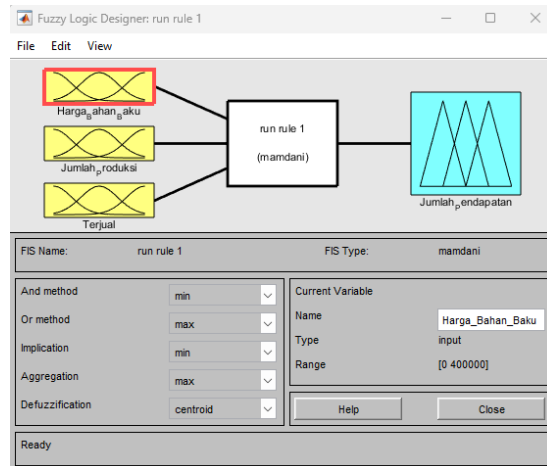 Fuzzy Logic Designer: run rule 1
File Edit View
Harga_Bahan_Baku
Jumlah_produksi
Terjual
run rule 1
(mamdani)
Jumlah_pendapatan
FIS Name: run rule 1 FIS Type: mamdani
And method min
Or method max
Implication min
Aggregation max
Defuzzification centroid
Current Variable
Name Harga_Bahan_Baku
Type input
Range [0 400000]
Help Close
Ready